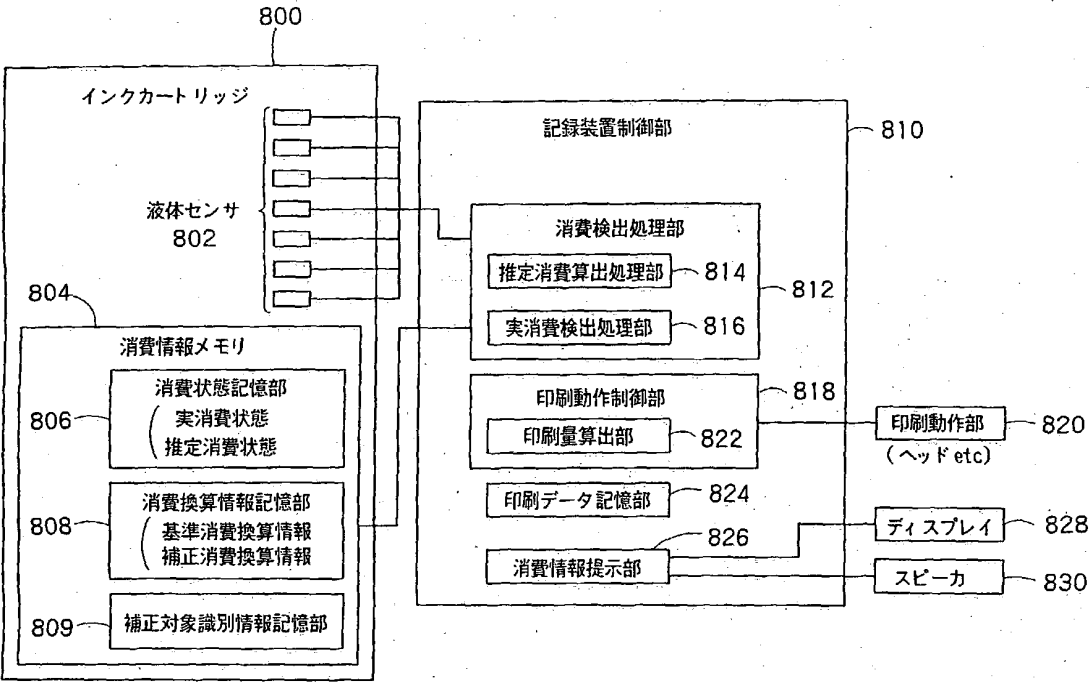 800
インクカートリッジ
液体センサ
802
804
消費情報メモリ
消費状態記憶部
実消費状態
推定消費状態
806
消費換算情報記憶部
基準消費換算情報
補正消費換算情報
808
補正対象識別情報記憶部
809
記録装置制御部
810
消費検出処理部
812
推定消費算出処理部
814
実消費検出処理部
816
印刷動作制御部
818
印刷量算出部
822
印刷データ記憶部
824
消費情報提示部
826
印刷動作部
820
(ヘッドetc)
ディスプレイ
828
スピーカ
830